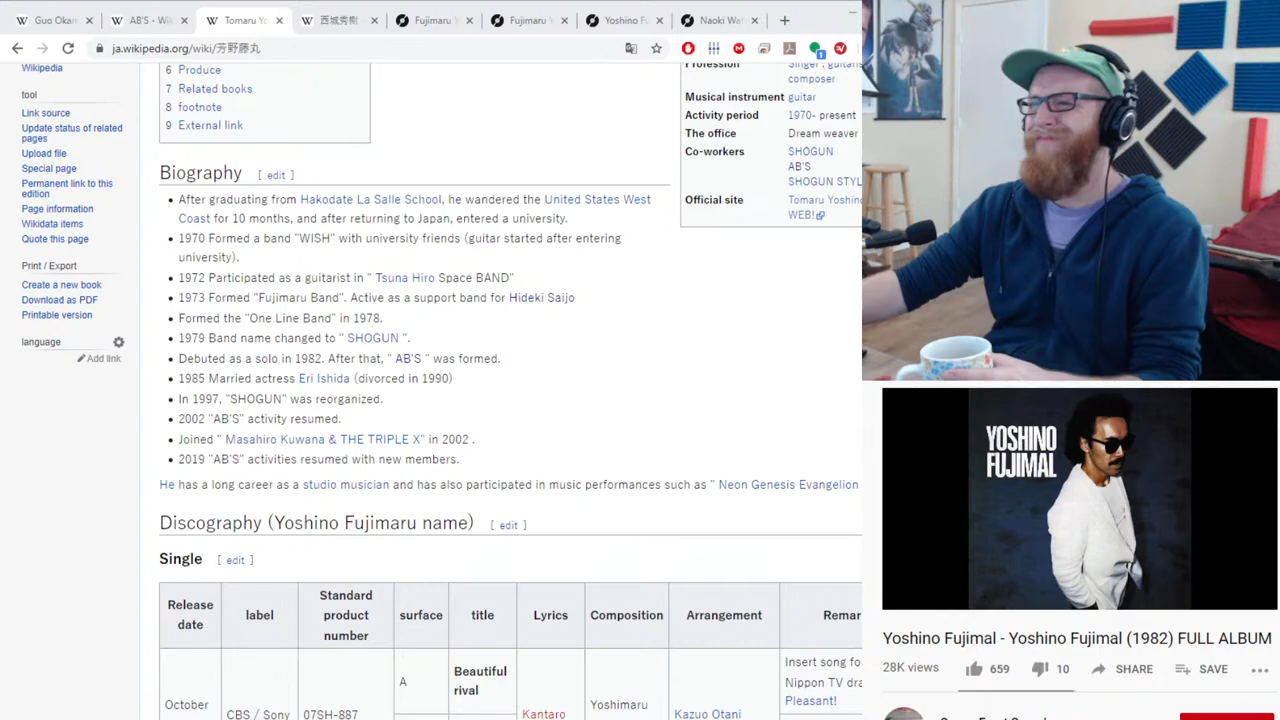 Guo Okam
AB'S - Wiki
Tomaru Yo
西城秀樹
Fujimaru
Fujimaru
Yoshino F
Naoki Wat
ja.wikipedia.org/wiki/芳野藤丸
Wikipedia
tool
Link source
Update status of related
pages
Upload file
Special page
Permanent link to this
edition
Page information
Wikidata items
Quote this page
Print / Export
Create a new book
Download as PDF
Printable version
language
Add link
6 Produce
7 Related books
8 footnote
9 External link
Profession Singer, guitaris
composer
Musical instrument guitar
Activity period 1970- present
The office Dream weaver
Co-workers SHOGUN
AB'S
SHOGUN STYL
Official site Tomaru Yoshino
WEB!
Biography [ edit ]
• After graduating from Hakodate La Salle School, he wandered the United States West
Coast for 10 months, and after returning to Japan, entered a university.
• 1970 Formed a band "WISH" with university friends (guitar started after entering
university).
• 1972 Participated as a guitarist in " Tsuna Hiro Space BAND"
• 1973 Formed "Fujimaru Band". Active as a support band for Hideki Saijo
• Formed the "One Line Band" in 1978.
• 1979 Band name changed to " SHOGUN ".
• Debuted as a solo in 1982. After that, " AB'S " was formed.
• 1985 Married actress Eri Ishida (divorced in 1990)
• In 1997, "SHOGUN" was reorganized.
• 2002 "AB'S" activity resumed.
• Joined " Masahiro Kuwana & THE TRIPLE X" in 2002 .
• 2019 "AB'S" activities resumed with new members.
He has a long career as a studio musician and has also participated in music performances such as " Neon Genesis Evangelion
Discography (Yoshino Fujimaru name) [ edit ]
Single [ edit ]
Release
date
label
Standard
product
number
surface
title
Lyrics
Composition
Arrangement
Remar
October
CBS / Sony
07SH-887
A
Beautiful
rival
Kantaro
Yoshimaru
Kazuo Otani
Insert song fo
Nippon TV dra
Pleasant!
YOSHINO
FUJIMAL
Yoshino Fujimal - Yoshino Fujimal (1982) FULL ALBUM
28K views
659
10
SHARE
SAVE